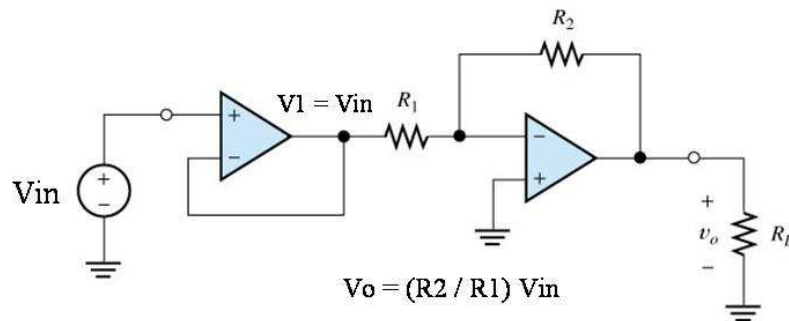 R2
V1 = Vin
R1
+
−
−
+
Vin
+
−
+
vo
−
RL
Vo = (R2 / R1) Vin